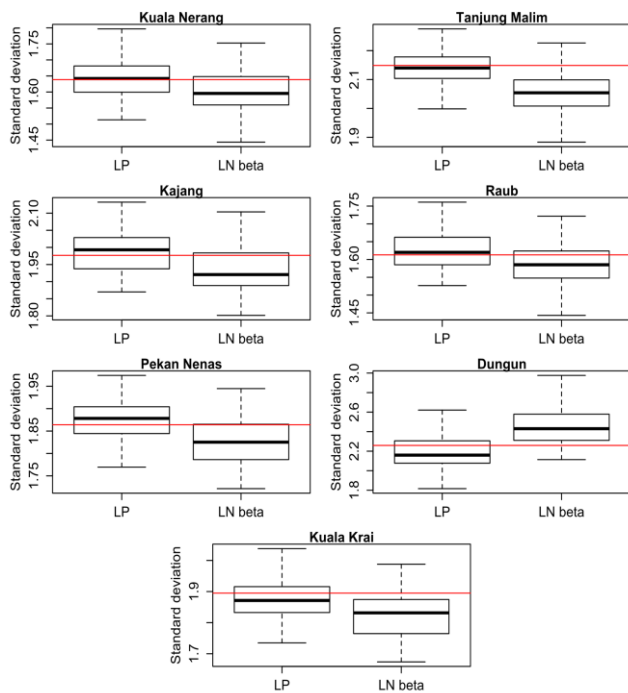 Kuala Nerang
Standard deviation
1.45 1.60 1.75
LP LN beta
Tanjung Malim
Standard deviation
1.9 2.1
LP LN beta
Kajang
Standard deviation
1.80 1.95 2.10
LP LN beta
Raub
Standard deviation
1.45 1.60 1.75
LP LN beta
Pekan Nenas
Standard deviation
1.75 1.85 1.95
LP LN beta
Dungun
Standard deviation
1.8 2.2 2.6 3.0
LP LN beta
Kuala Krai
Standard deviation
1.7 1.9
LP LN beta